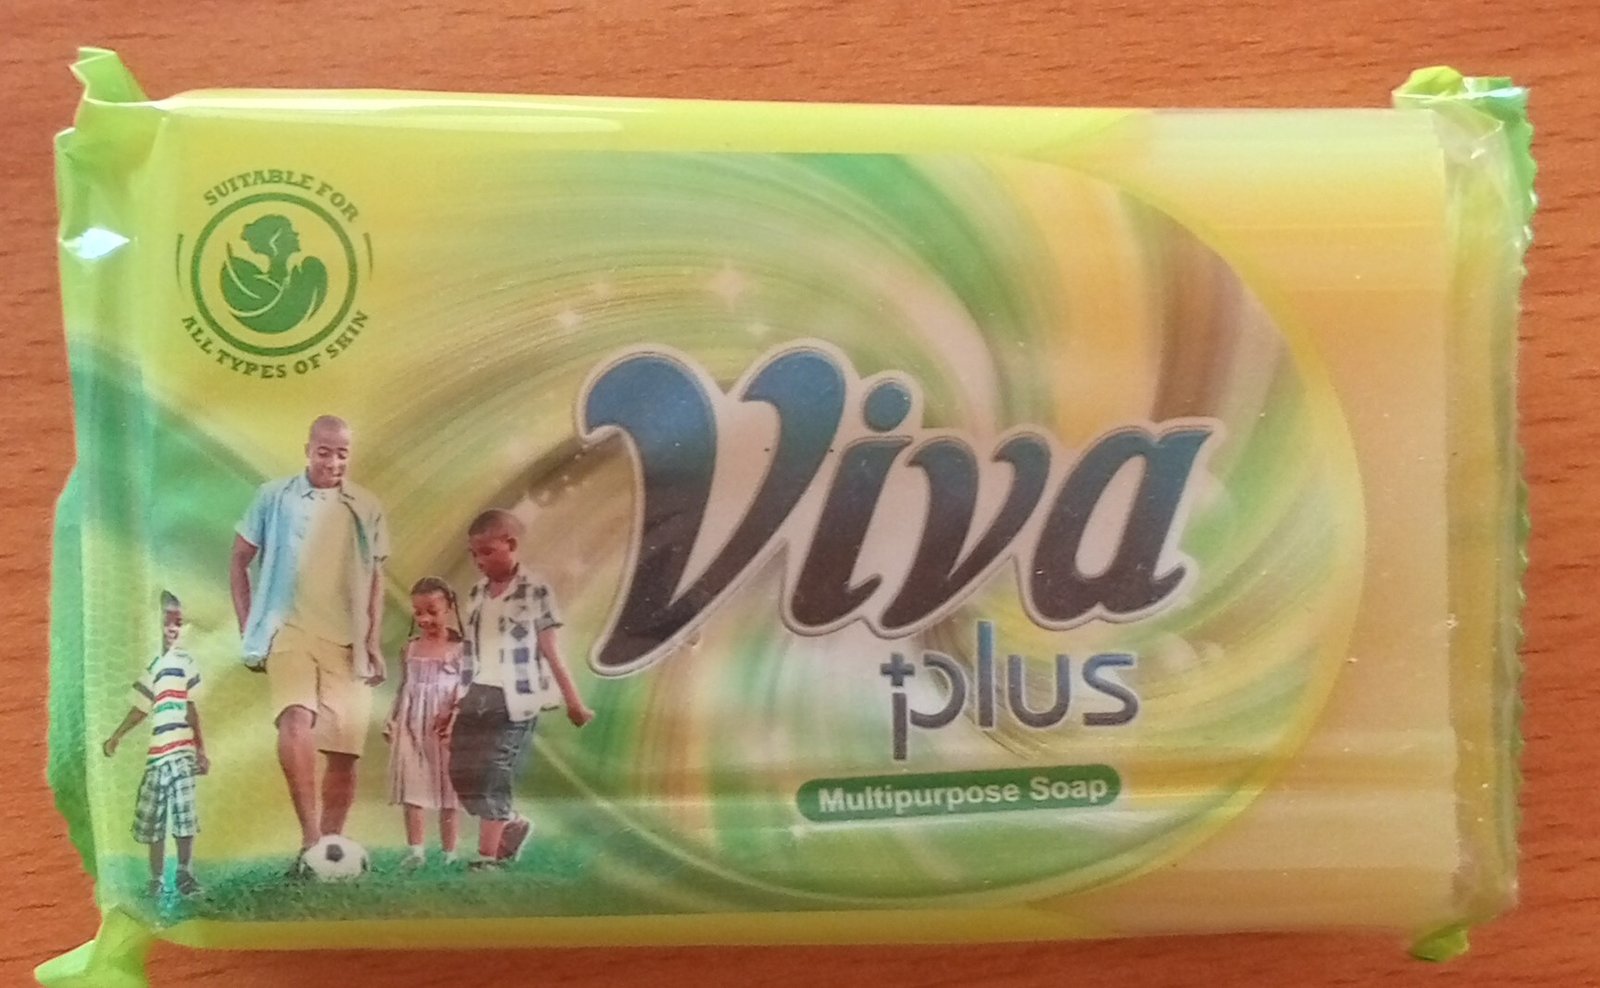 SUITABLE FOR
ALL TYPES OF SKIN
Viva
plus
Multipurpose Soap